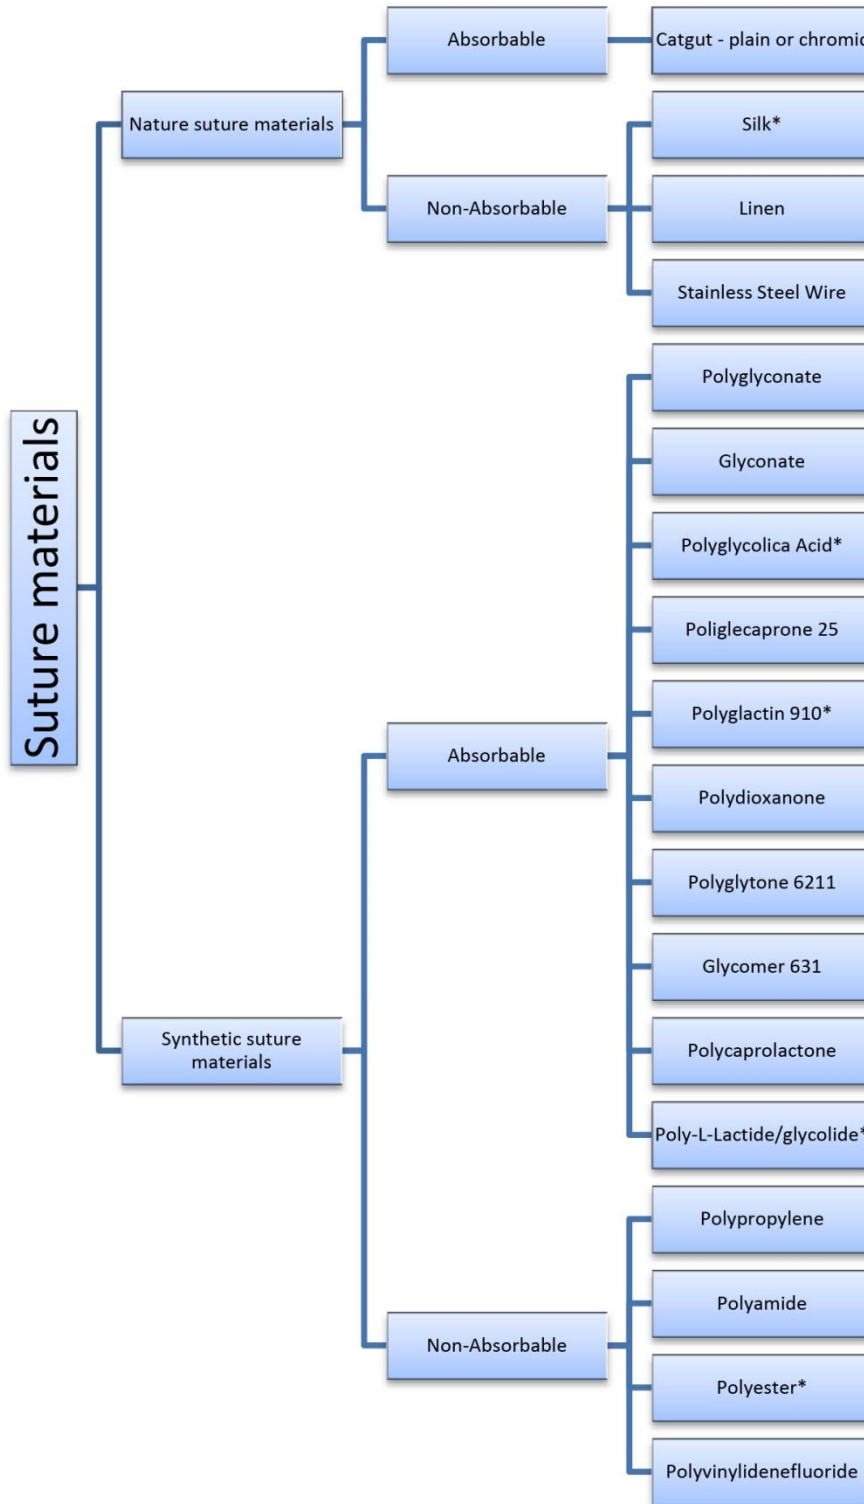 Suture materials
Nature suture materials
Absorbable
Catgut - plain or chromic
Non-Absorbable
Silk*
Linen
Stainless Steel Wire
Synthetic suture
materials
Absorbable
Polyglyconate
Glyconate
Polyglycolica Acid*
Poliglecaprone 25
Polyglactin 910*
Polydioxanone
Polyglytone 6211
Glycomer 631
Polycaprolactone
Poly-L-Lactide/glycolide*
Non-Absorbable
Polypropylene
Polyamide
Polyester*
Polyvinylidenefluoride